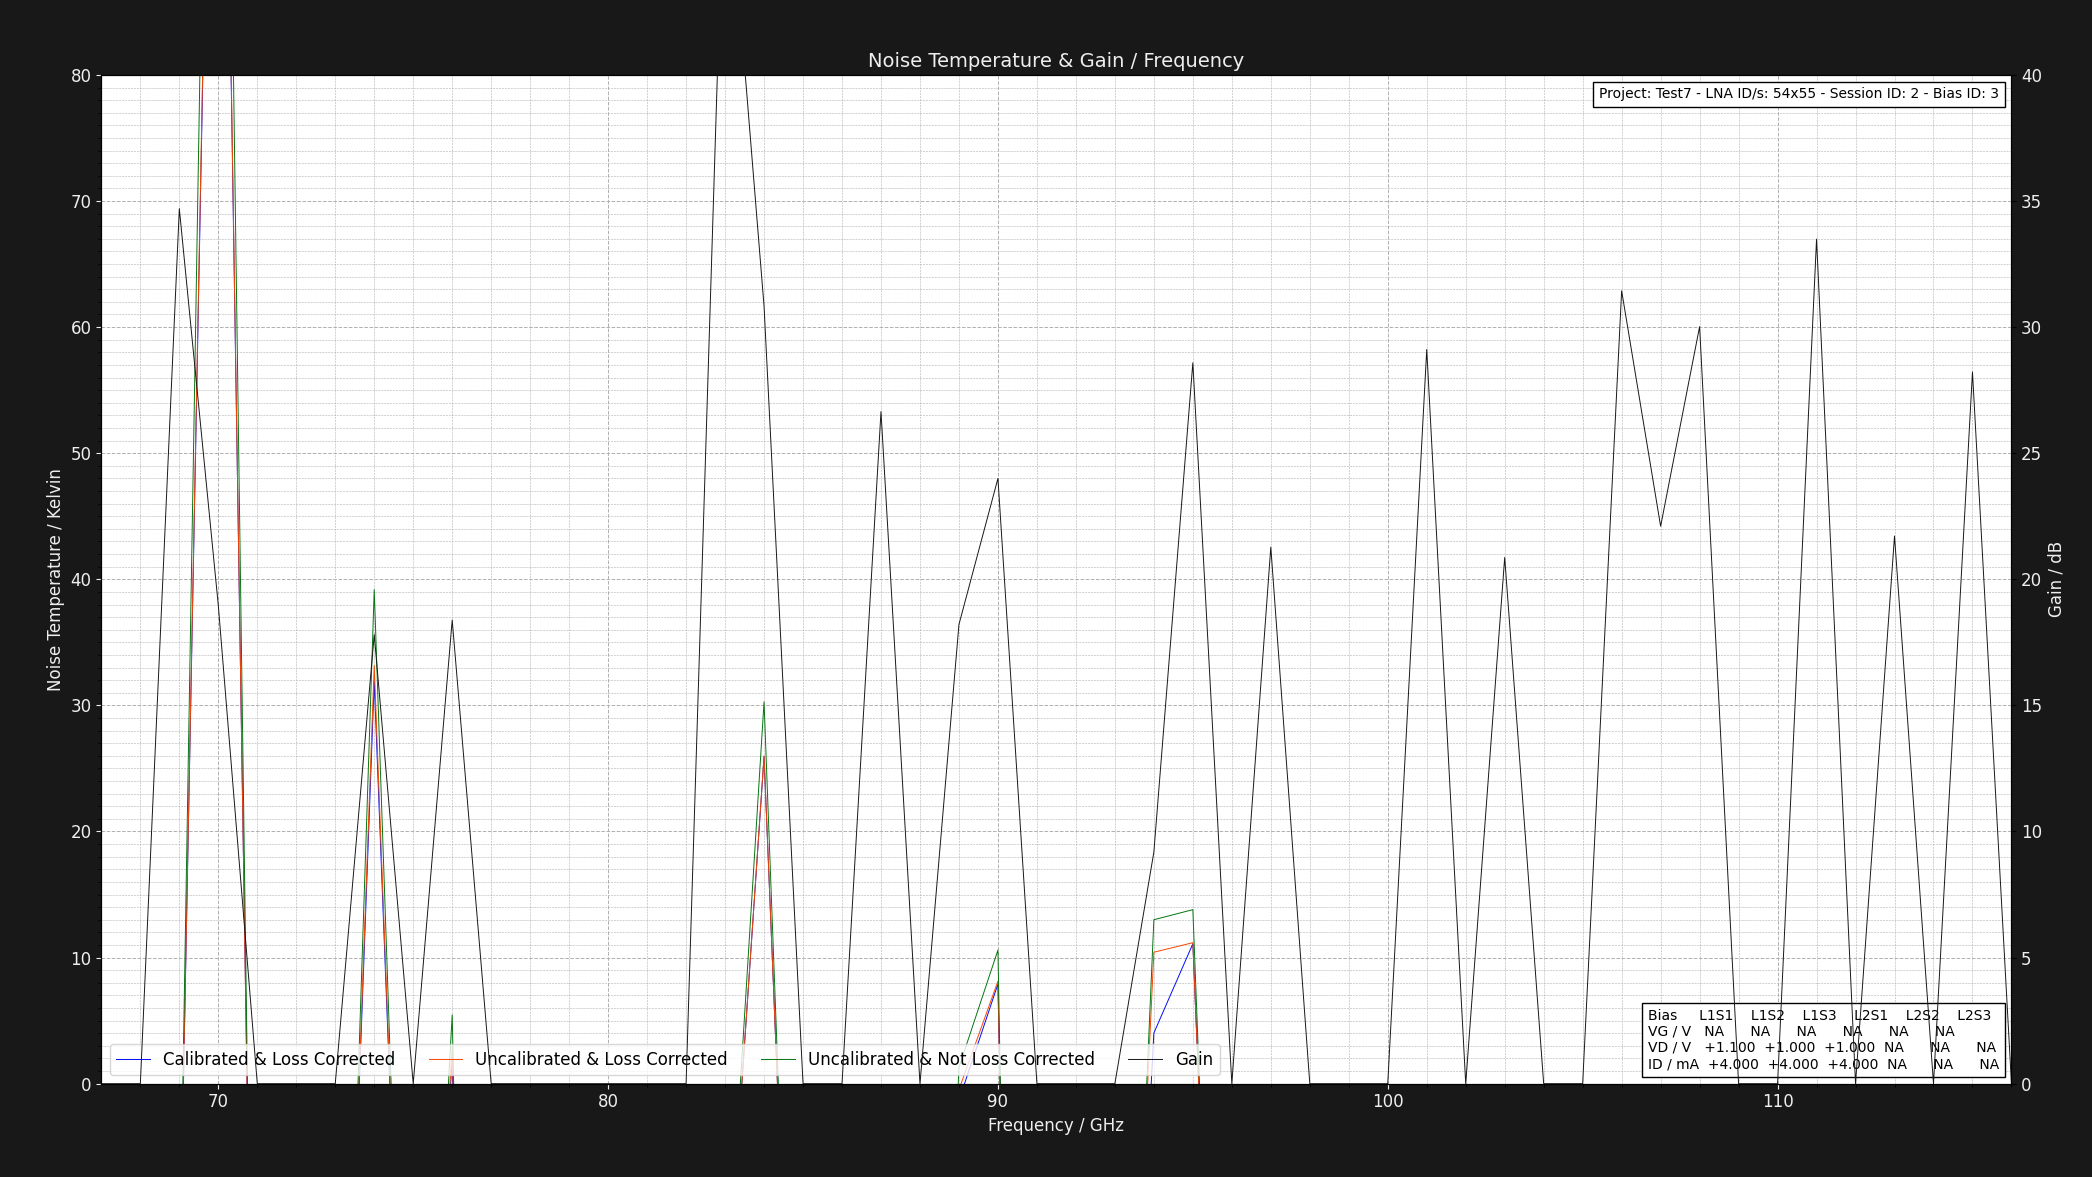 Noise Temperature & Gain / Frequency
Project: Test7 - LNA ID/s: 54x55 - Session ID: 2 - Bias ID: 3
80
70
60
50
40
30
20
10
0
Noise Temperature / Kelvin
40
35
30
25
20
15
10
5
0
Gain / dB
Bias L1S1 L1S2 L1S3 L2S1 L2S2 L2S3
VG / V NA NA NA NA NA NA
VD / V +1.100 +1.000 +1.000 NA NA NA
ID / mA +4.000 +4.000 +4.000 NA NA NA
Calibrated & Loss Corrected Uncalibrated & Loss Corrected Uncalibrated & Not Loss Corrected Gain
70 80 90 100 110
Frequency / GHz